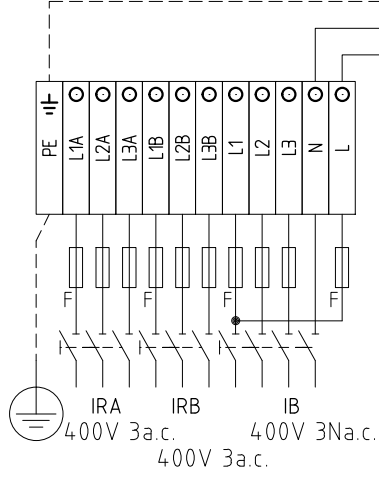 PE L1A L2A L3A L1B L2B L3B L1 L2 L3 N L
F F F F
IRA IRB IB
400V 3a.c. 400V 3Na.c.
400V 3a.c.